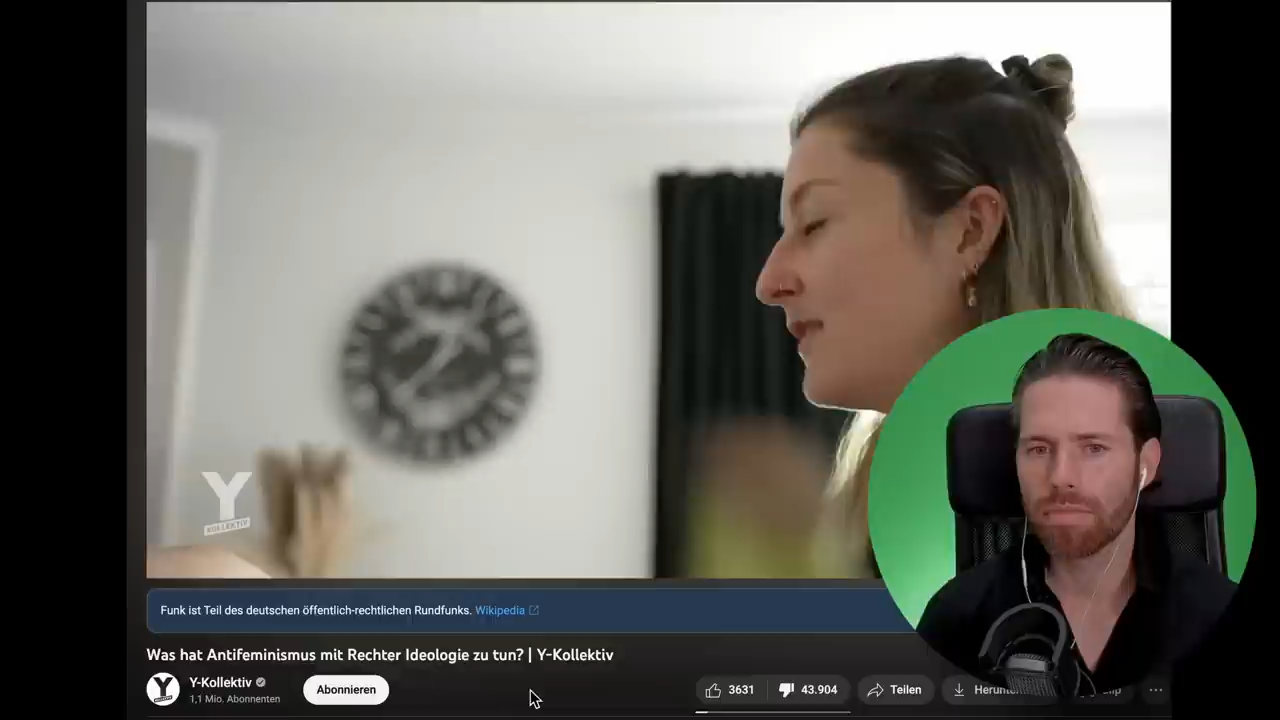 Y
KOLLEKTIV
Funk ist Teil des deutschen öffentlich-rechtlichen Rundfunks. Wikipedia
Was hat Antifeminismus mit Rechter Ideologie zu tun? | Y-Kollektiv
Y-Kollektiv
1,1 Mio. Abonnenten
Abonnieren
3631
43.904
Teilen